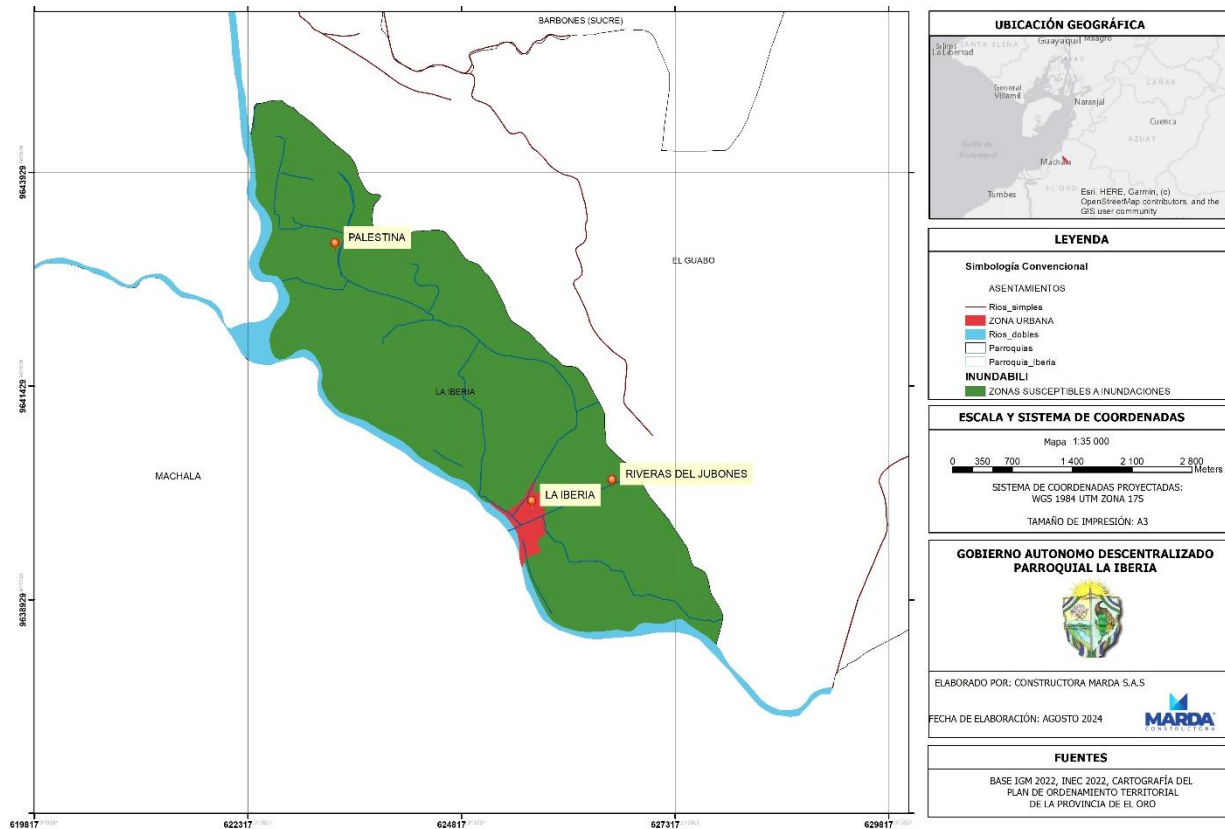 BARBONES (SUCRE)
PALESTINA
EL GUABO
LA IBERIA
MACHALA
RIVERAS DEL JUBONES
LA IBERIA
9643929
9641429
9638929
619817
622317
624817
627317
629817
UBICACIÓN GEOGRÁFICA
Salinas
La Libertad
SANTA ELENA
Guayaquil
Milagro
GUAYAS
General
Villamil
Naranjal
CAÑAR
Cuenca
AZUAY
Golfo de
Guayaquil
Machala
EL ORO
Tumbes
Esri, HERE, Garmin, (c)
OpenStreetMap contributors, and the
GIS user community
LEYENDA
Simbología Convencional
ASENTAMIENTOS
Rios_simples
ZONA URBANA
Rios_dobles
Parroquias
Parroquia_Iberia
INUNDABILI
ZONAS SUSCEPTIBLES A INUNDACIONES
ESCALA Y SISTEMA DE COORDENADAS
Mapa 1:35 000
0 350 700 1 400 2 100 2 800
Meters
SISTEMA DE COORDENADAS PROYECTADAS:
WGS 1984 UTM ZONA 17S
TAMAÑO DE IMPRESIÓN: A3
GOBIERNO AUTONOMO DESCENTRALIZADO
PARROQUIAL LA IBERIA
ELABORADO POR: CONSTRUCTORA MARDA S.A.S
FECHA DE ELABORACIÓN: AGOSTO 2024
MARDA
CONSTRUCTORA
FUENTES
BASE IGM 2022, INEC 2022, CARTOGRAFÍA DEL
PLAN DE ORDENAMIENTO TERRITORIAL
DE LA PROVINCIA DE EL ORO